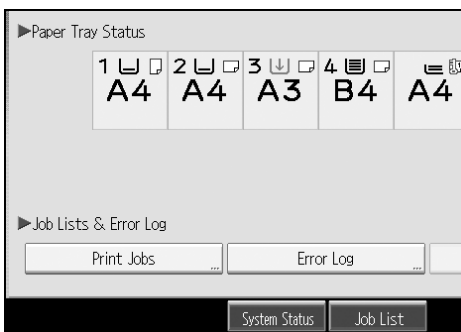 ▶Paper Tray Status
1 2 3 4
A4 A4 A3 B4 A4
▶Job Lists & Error Log
Print Jobs ... Error Log ...
System Status Job List